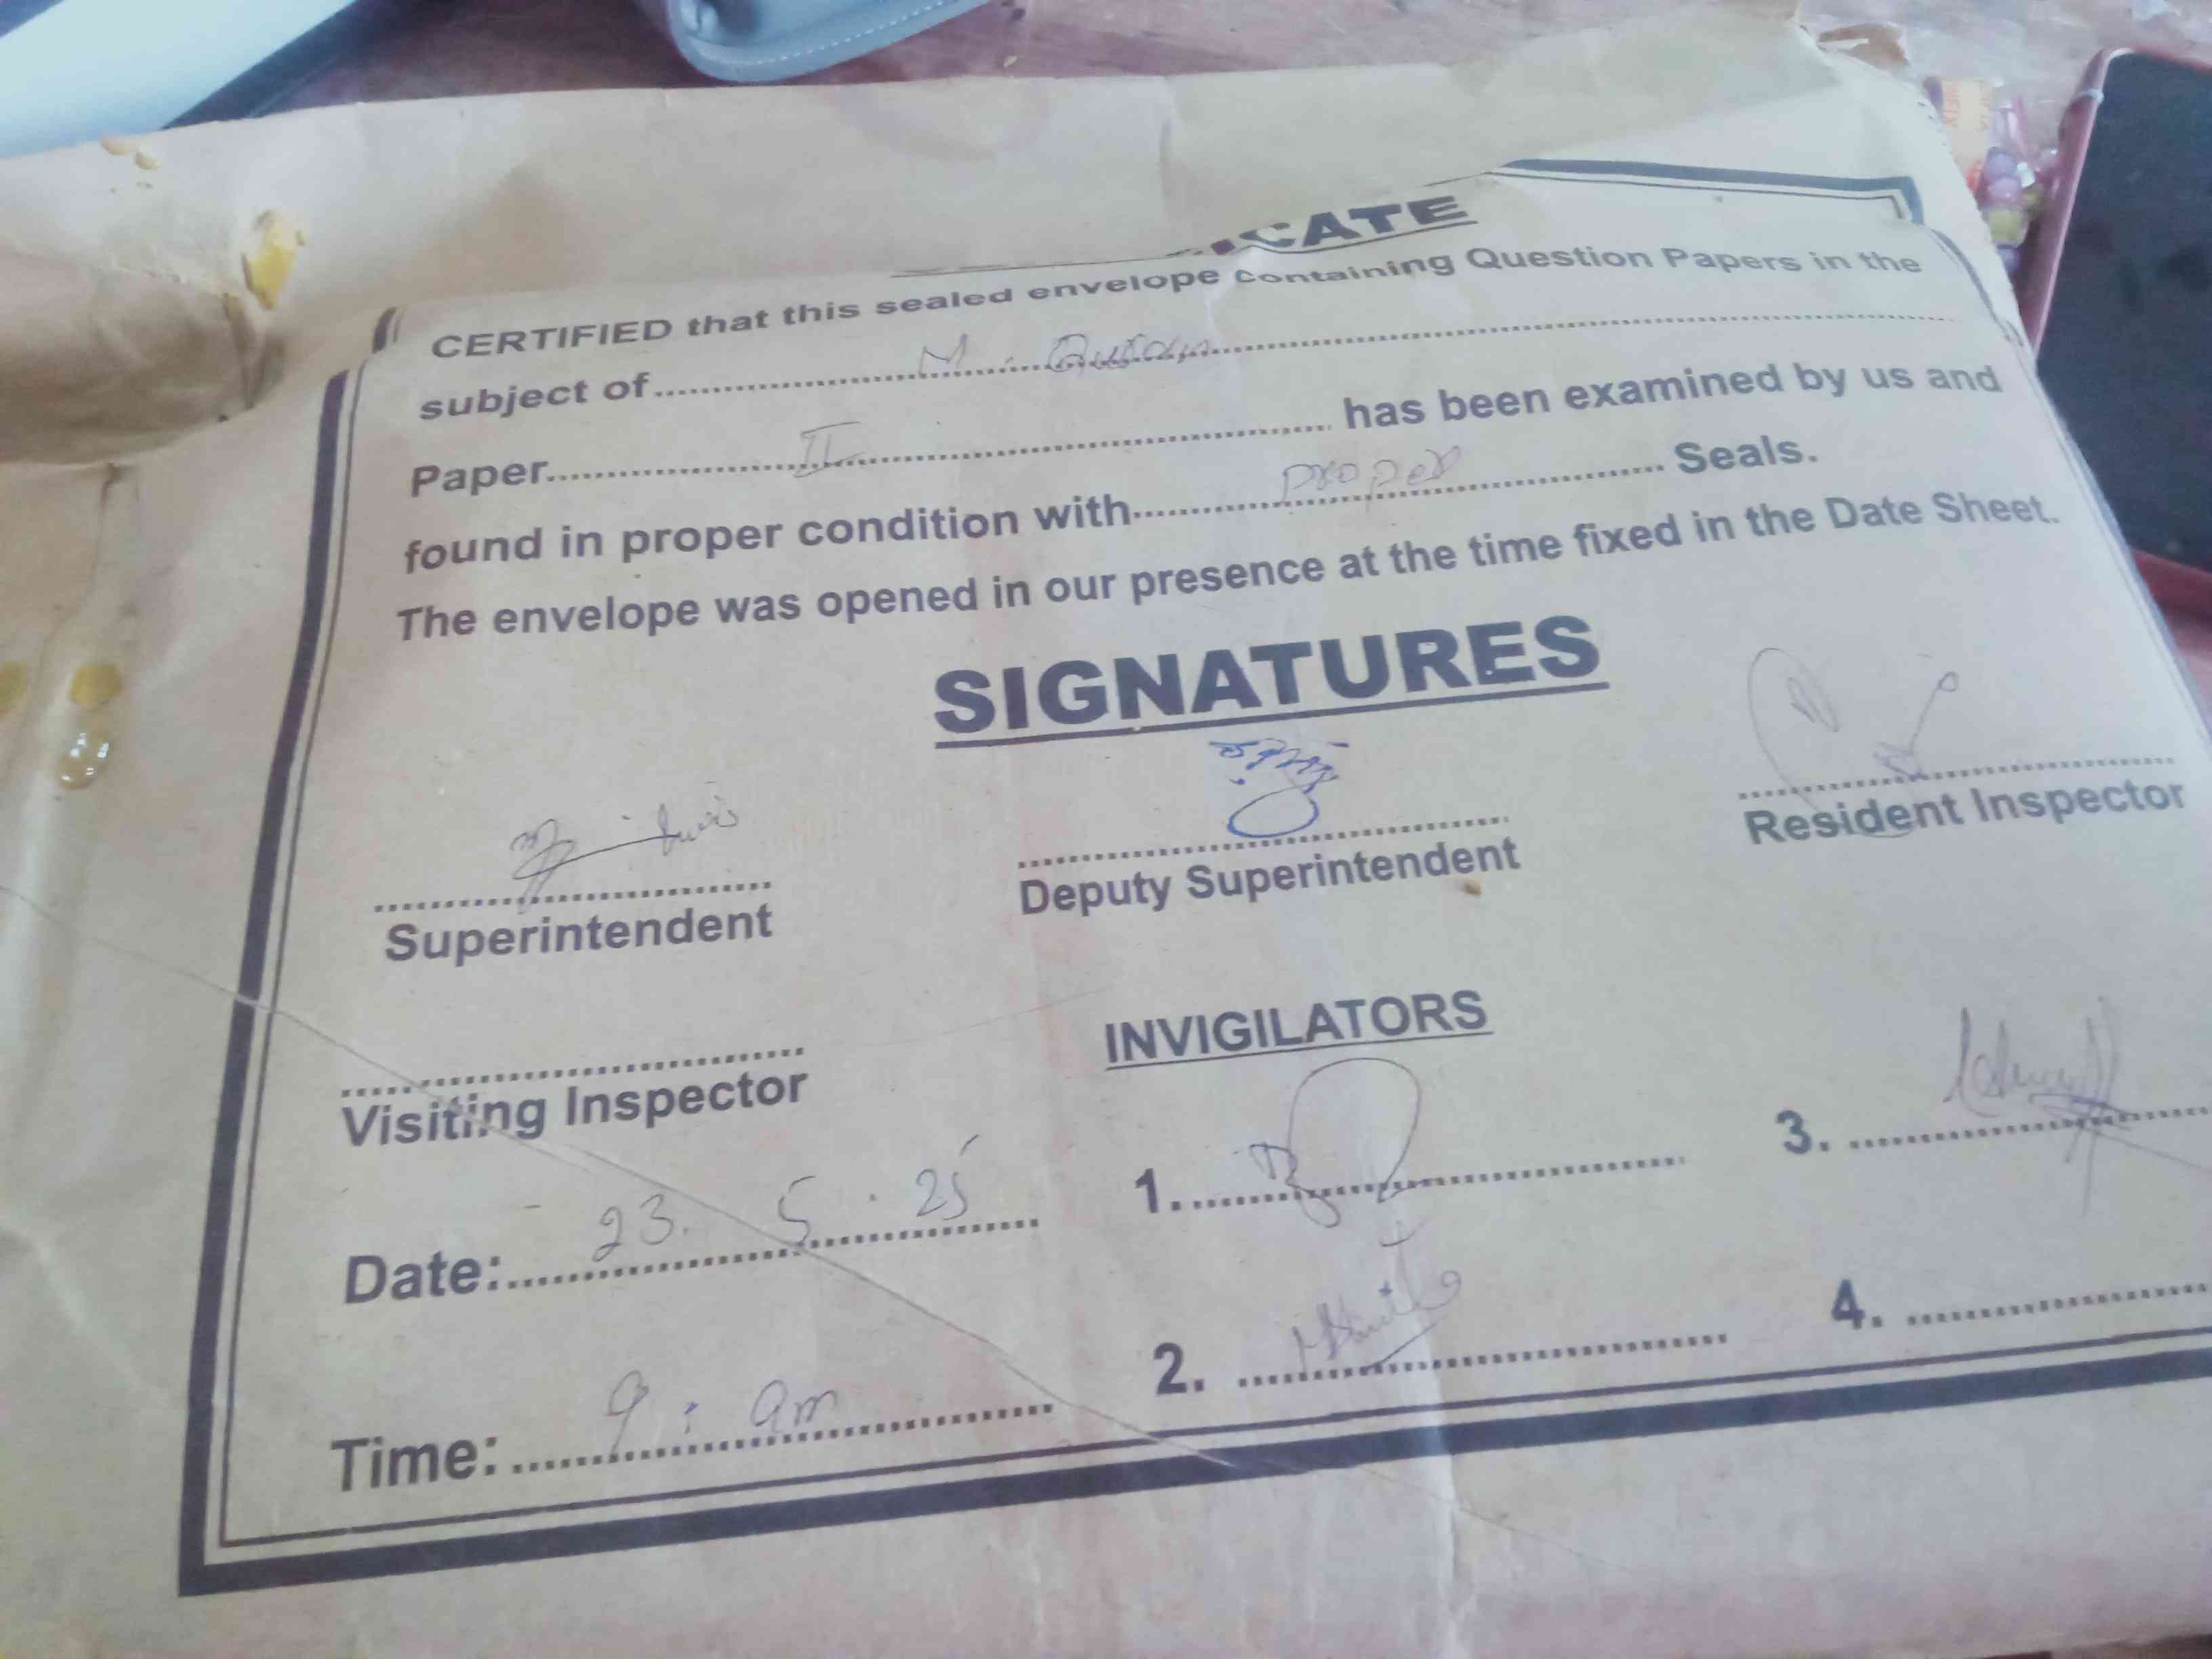 ICATE
CERTIFIED that this sealed envelope containing Question Papers in the
subject of.......... M. Quran ..........
Paper.......... II .......... has been examined by us and
found in proper condition with.......... proper .......... Seals.
The envelope was opened in our presence at the time fixed in the Date Sheet.
SIGNATURES
Superintendent
Deputy Superintendent
Resident Inspector
INVIGILATORS
Visiting Inspector
1.
3.
Date:.......... 23. 5. 25
2.
4.
Time:.......... 9: am